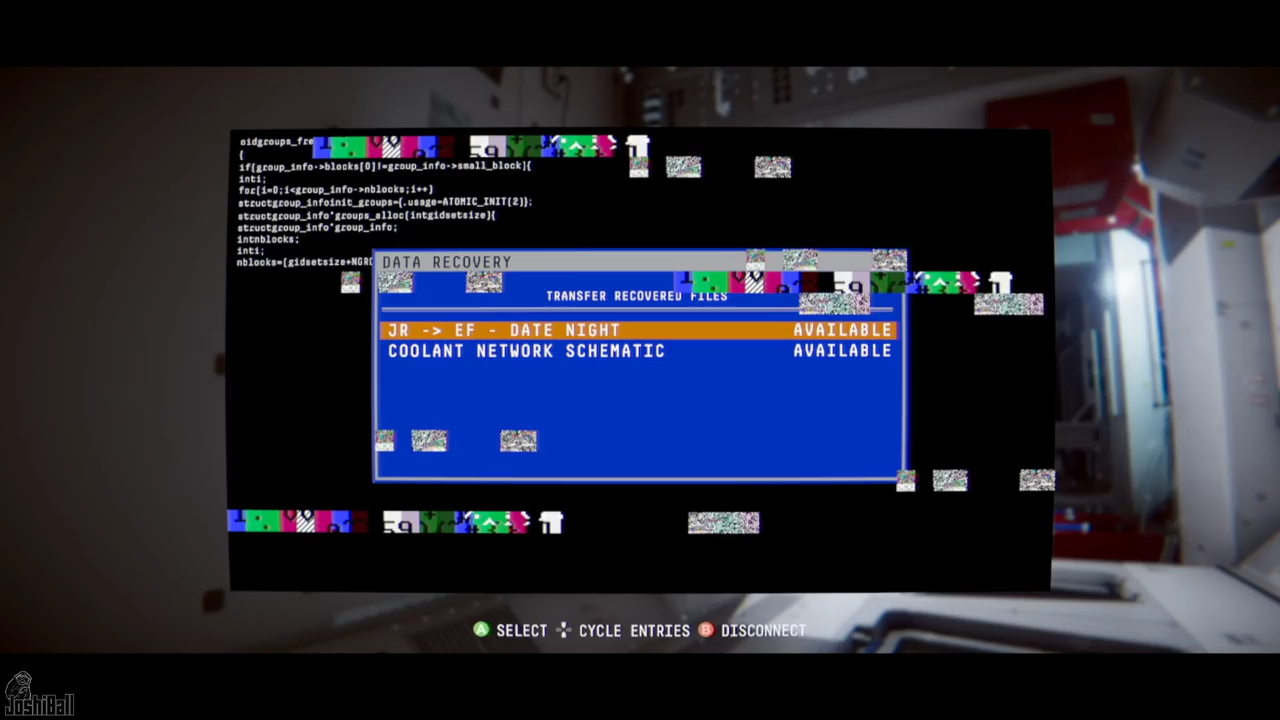 oidgroups_fre
{
if(group_info->blocks[0]!=group_info->small_block){
inti;
for(i=0;i<group_info->nblocks;i++)
structgroup_infoinit_groups={.usage=ATOMIC_INIT(2)};
structgroup_info*groups_alloc(intgidsetsize){
structgroup_info*group_info;
intnblocks;
inti;
nblocks=(gidsetsize+NGRO
DATA RECOVERY
TRANSFER RECOVERED FILES
JR -> EF - DATE NIGHT AVAILABLE
COOLANT NETWORK SCHEMATIC AVAILABLE
A SELECT CYCLE ENTRIES B DISCONNECT
JoshiBall